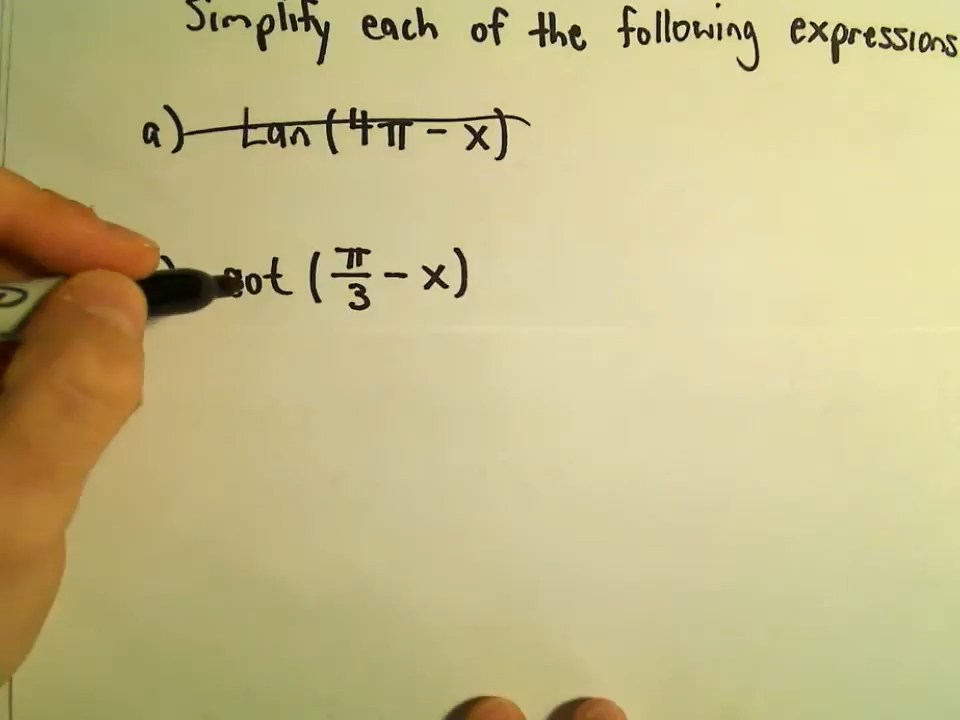 Simplify each of the following expressions
a) tan (4π - x)
) cot (π/3 - x)